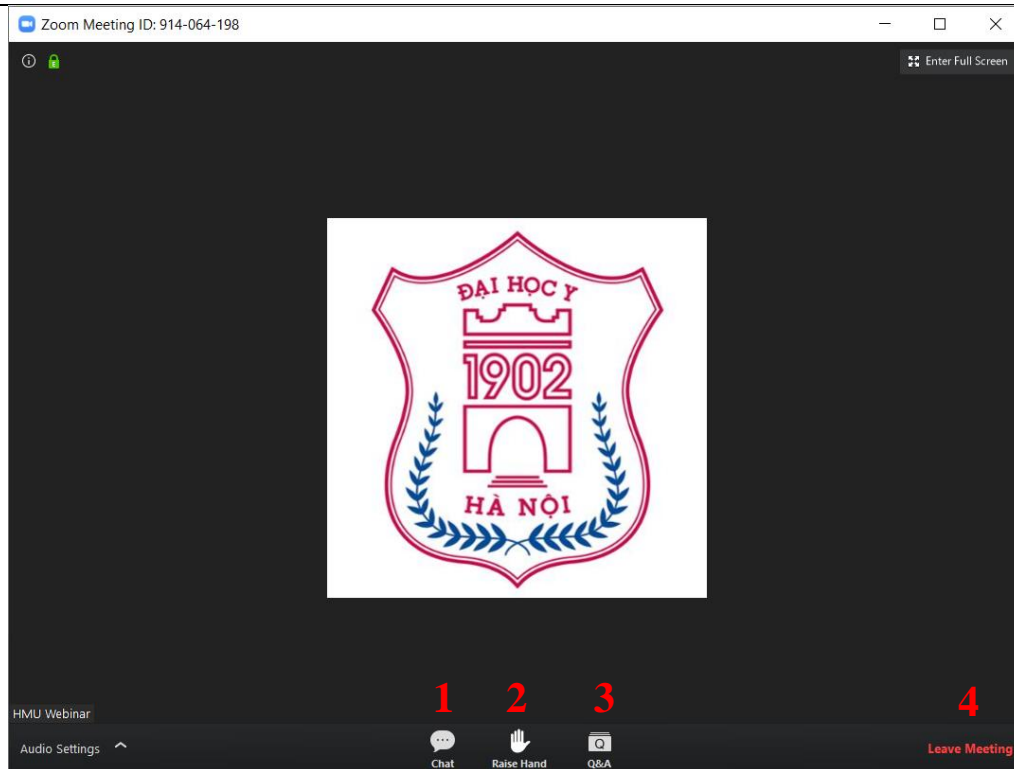 Zoom Meeting ID: 914-064-198
Enter Full Screen
ĐẠI HỌC Y
1902
HÀ NỘI
HMU Webinar
1 2 3 4
Audio Settings
Chat Raise Hand Q&A
Leave Meeting